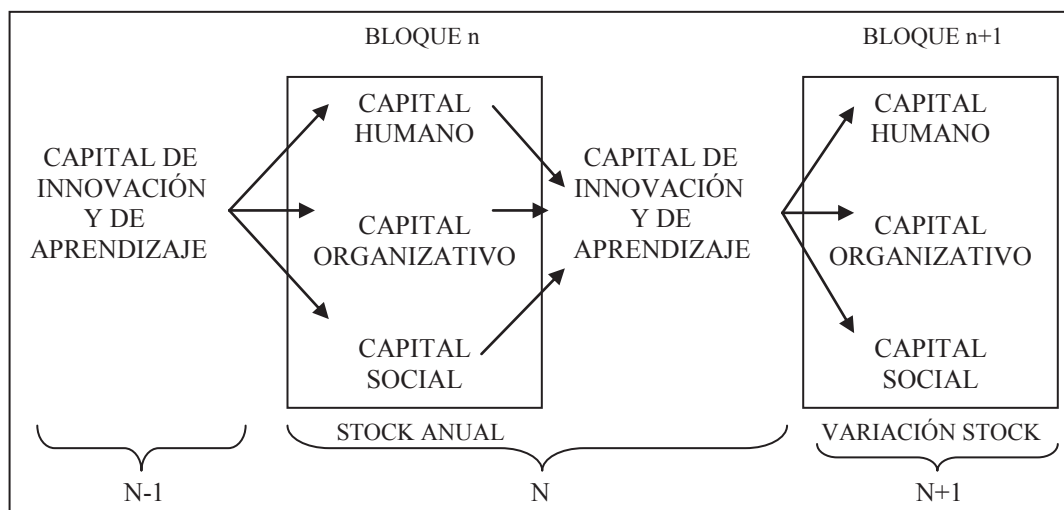 BLOQUE n
BLOQUE n+1
CAPITAL DE
INNOVACIÓN
Y DE
APRENDIZAJE
CAPITAL
HUMANO
CAPITAL
ORGANIZATIVO
CAPITAL
SOCIAL
CAPITAL DE
INNOVACIÓN
Y DE
APRENDIZAJE
CAPITAL
HUMANO
CAPITAL
ORGANIZATIVO
CAPITAL
SOCIAL
STOCK ANUAL
VARIACIÓN STOCK
N-1
N
N+1